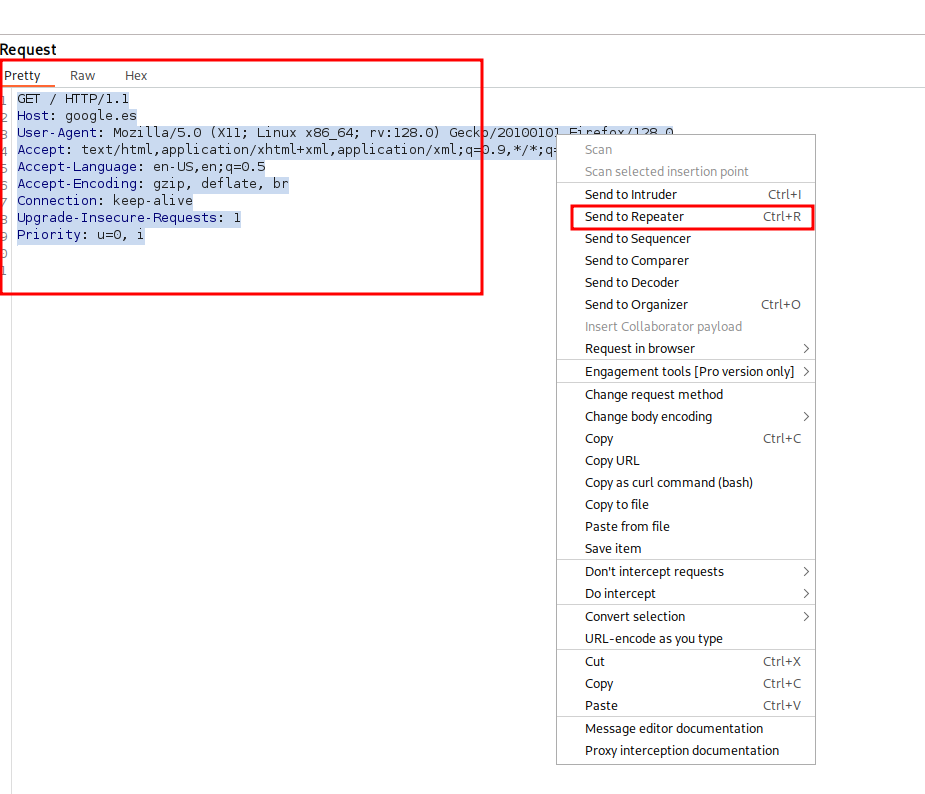 Request
Pretty Raw Hex
1 GET / HTTP/1.1
2 Host: google.es
3 User-Agent: Mozilla/5.0 (X11; Linux x86_64; rv:128.0) Gecko/20100101 Firefox/128.0
4 Accept: text/html,application/xhtml+xml,application/xml;q=0.9,*/*;q=
5 Accept-Language: en-US,en;q=0.5
6 Accept-Encoding: gzip, deflate, br
7 Connection: keep-alive
8 Upgrade-Insecure-Requests: 1
9 Priority: u=0, i
0
1
Scan
Scan selected insertion point
Send to Intruder Ctrl+I
Send to Repeater Ctrl+R
Send to Sequencer
Send to Comparer
Send to Decoder
Send to Organizer Ctrl+O
Insert Collaborator payload
Request in browser
Engagement tools [Pro version only]
Change request method
Change body encoding
Copy Ctrl+C
Copy URL
Copy as curl command (bash)
Copy to file
Paste from file
Save item
Don't intercept requests
Do intercept
Convert selection
URL-encode as you type
Cut Ctrl+X
Copy Ctrl+C
Paste Ctrl+V
Message editor documentation
Proxy interception documentation